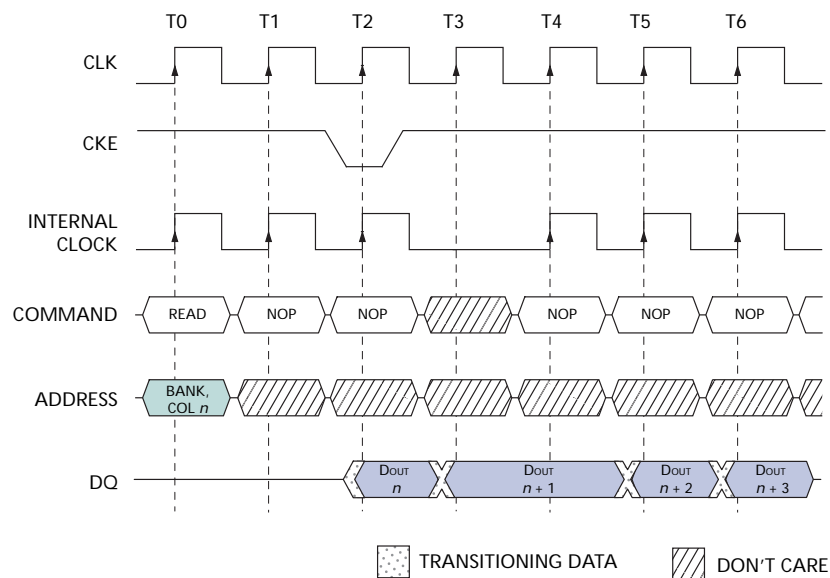 T0 T1 T2 T3 T4 T5 T6
CLK
CKE
INTERNAL
CLOCK
COMMAND READ NOP NOP NOP NOP NOP
ADDRESS BANK,
COL n
DQ DOUT
n DOUT
n + 1 DOUT
n + 2 DOUT
n + 3
TRANSITIONING DATA DON'T CARE